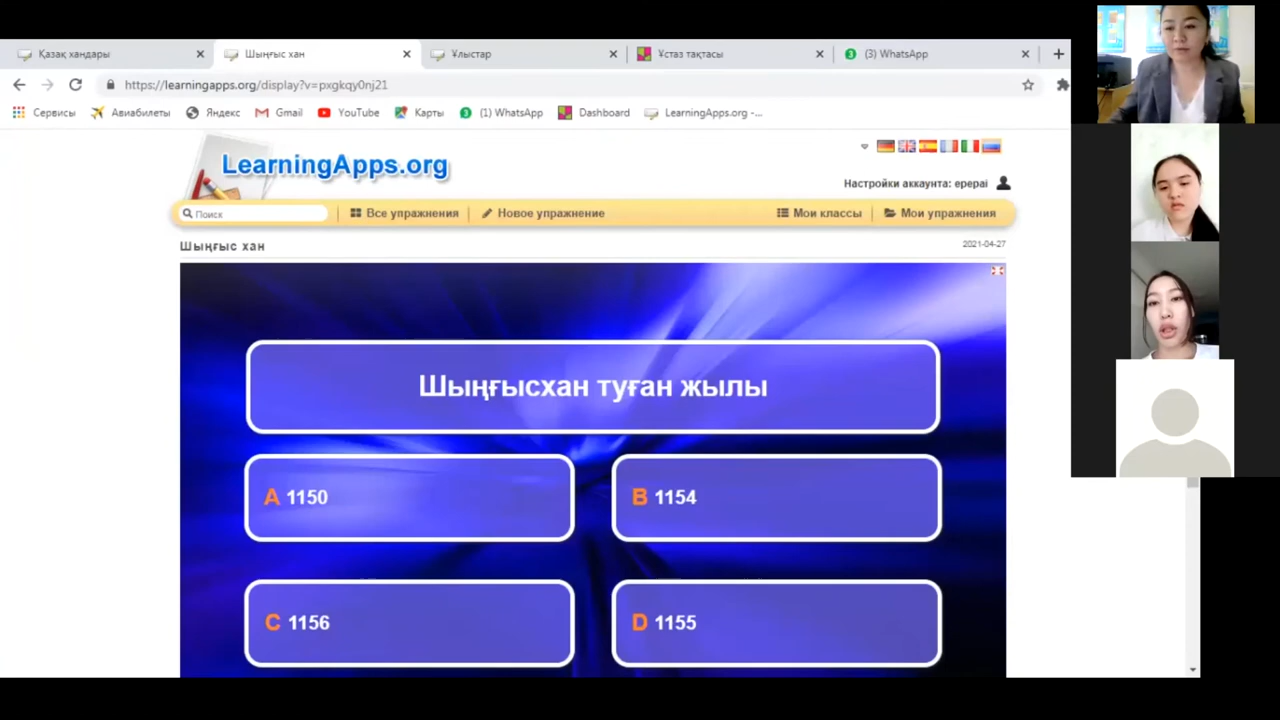 Қазақ хандары
Шыңғыс хан
Ұлыстар
Ұстаз тақтасы
(3) WhatsApp
https://learningapps.org/display?v=pxgkqy0nj21
Сервисы
Авиабилеты
Яндекс
Gmail
YouTube
Карты
(1) WhatsApp
Dashboard
LearningApps.org -...
LearningApps.org
Настройки аккаунта: epepai
Поиск
Все упражнения
Новое упражнение
Мои классы
Мои упражнения
Шыңғыс хан
2021-04-27
Шыңғысхан туған жылы
A 1150
B 1154
C 1156
D 1155